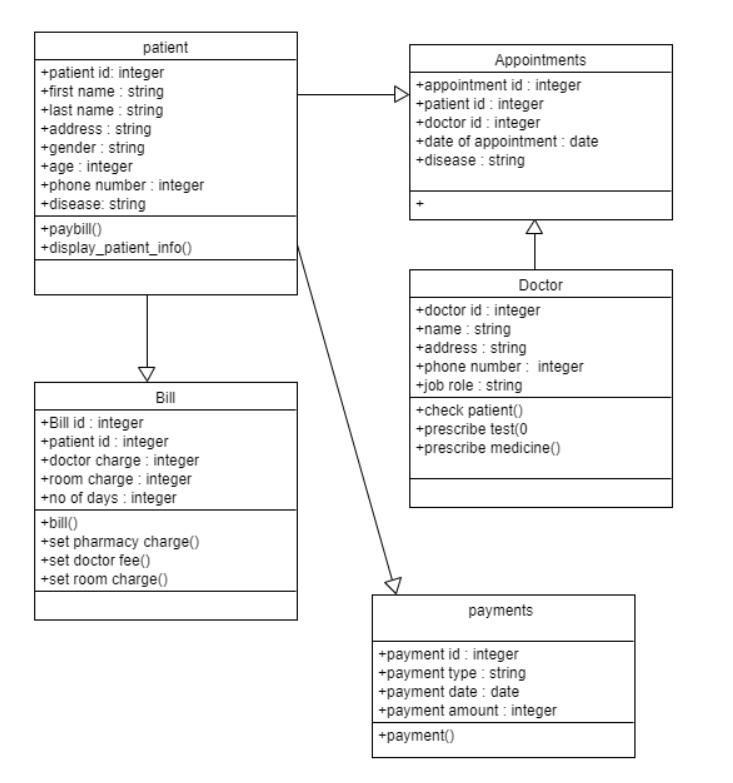 patient
+patient id: integer
+first name : string
+last name : string
+address : string
+gender : string
+age : integer
+phone number : integer
+disease: string
+paybill()
+display_patient_info()
Appointments
+appointment id : integer
+patient id : integer
+doctor id : integer
+date of appointment : date
+disease : string
+
Doctor
+doctor id : integer
+name : string
+address : string
+phone number :  integer
+job role : string
+check patient()
+prescribe test(0
+prescribe medicine()
Bill
+Bill id : integer
+patient id : integer
+doctor charge : integer
+room charge : integer
+no of days : integer
+bill()
+set pharmacy charge()
+set doctor fee()
+set room charge()
payments
+payment id : integer
+payment type : string
+payment date : date
+payment amount : integer
+payment()